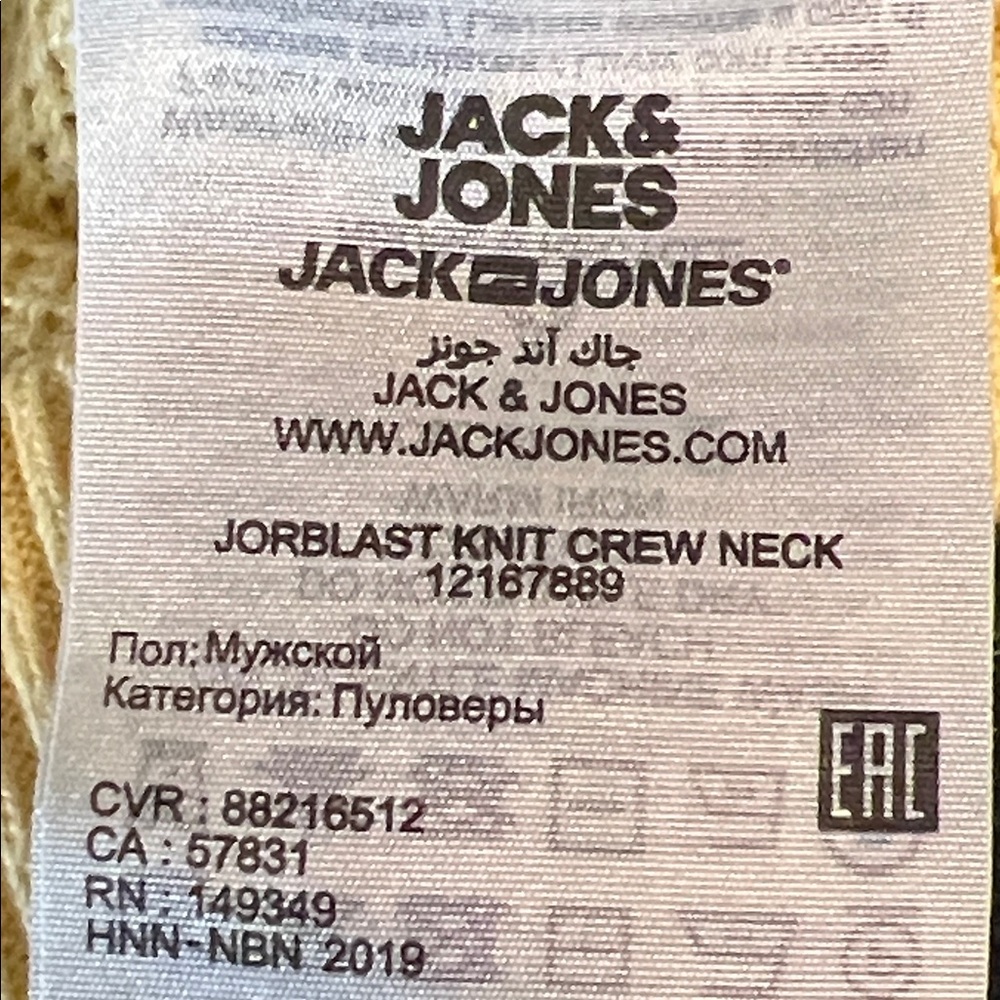 JACK&
JONES
JACK JONES®
جاك آند جونز
JACK & JONES
WWW.JACKJONES.COM
JORBLAST KNIT CREW NECK
12167889
Пол: Мужской
Категория: Пуловеры
EAC
CVR : 88216512
CA : 57831
RN : 149349
HNN-NBN 2019